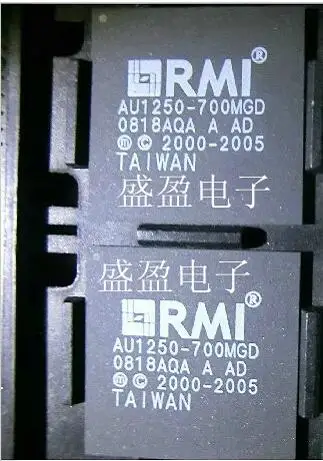 RMI®
AU1250-700MGD
0818AQA A AD
Ⓜ © 2000-2005
TAIWAN
盛盈电子
盛盈电子
RMI®
AU1250-700MGD
0818AQA A AD
Ⓜ © 2000-2005
TAIWAN